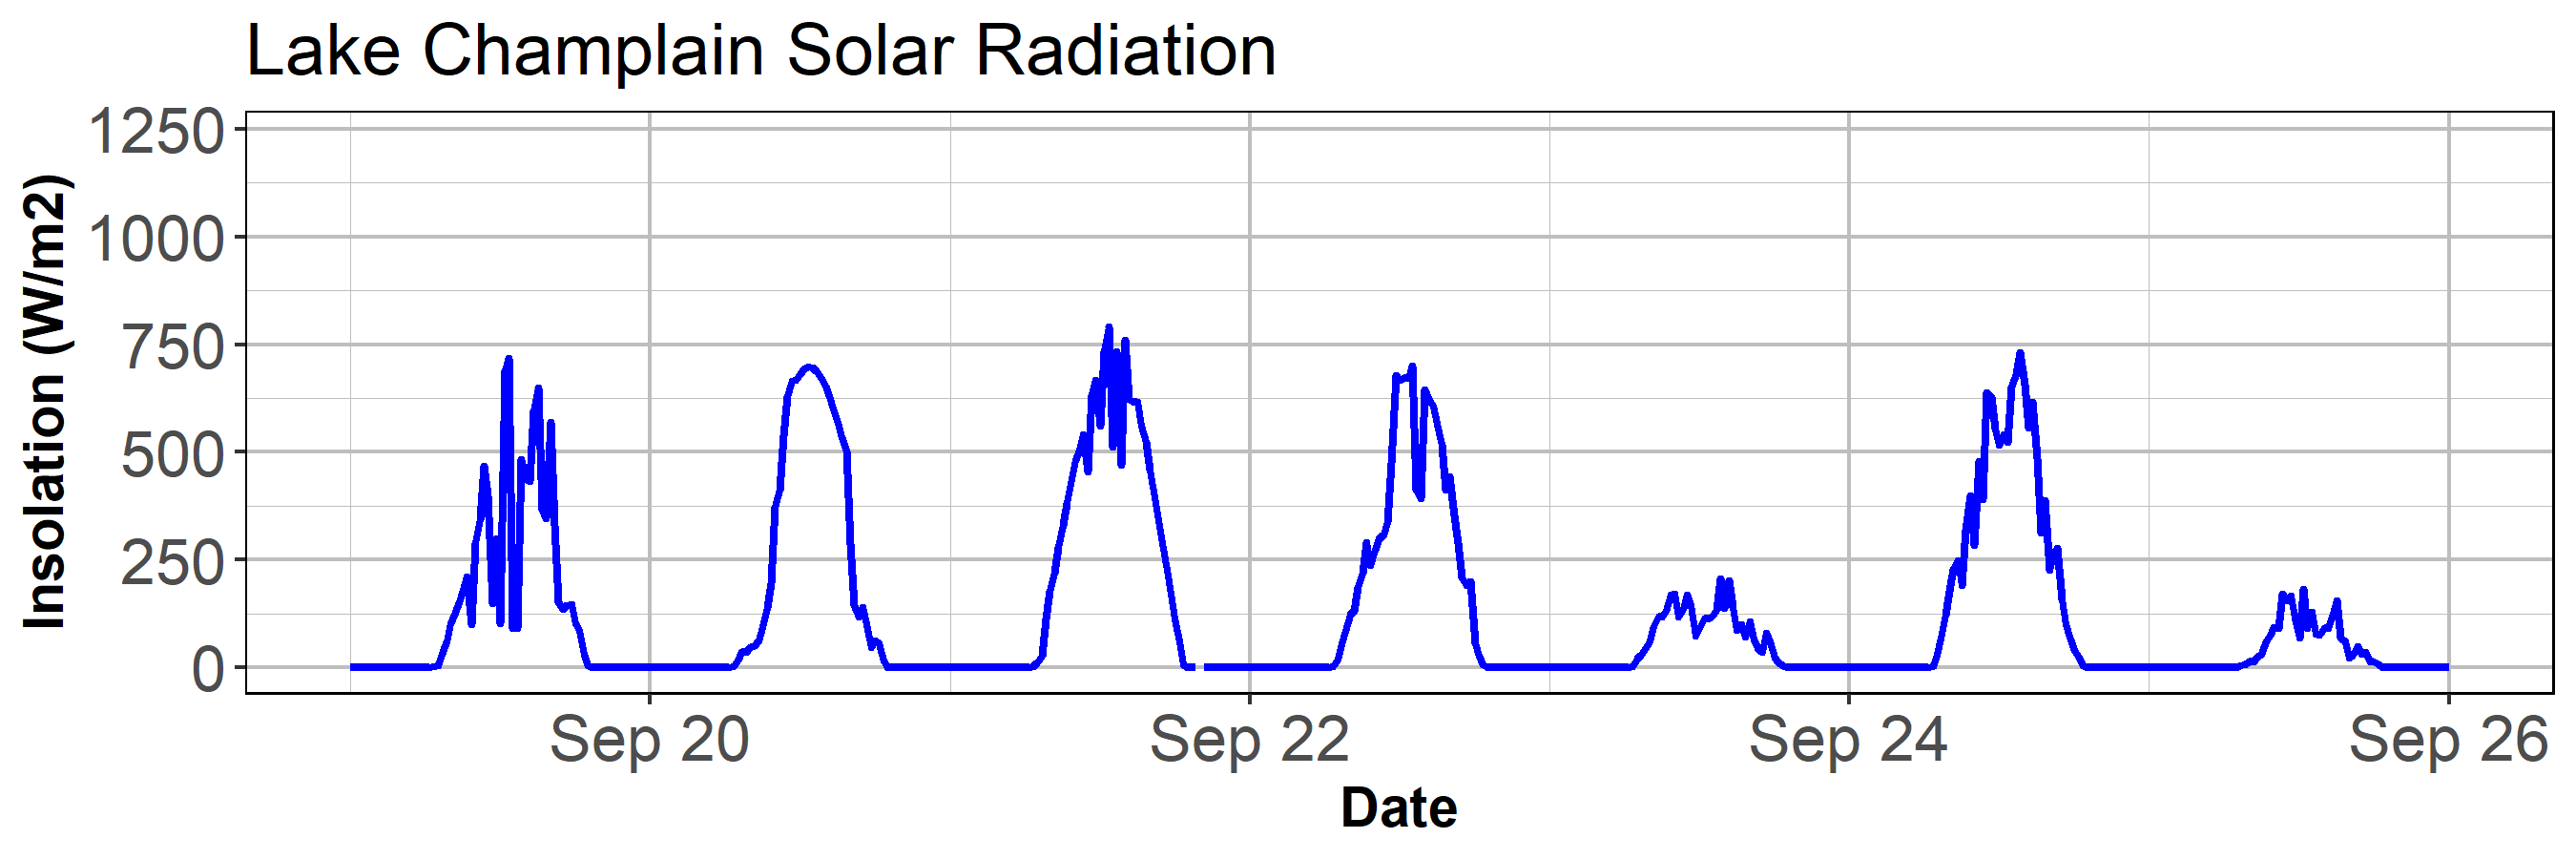 Lake Champlain Solar Radiation
Insolation (W/m2)
1250
1000
750
500
250
0
Sep 20 Sep 22 Sep 24 Sep 26
Date